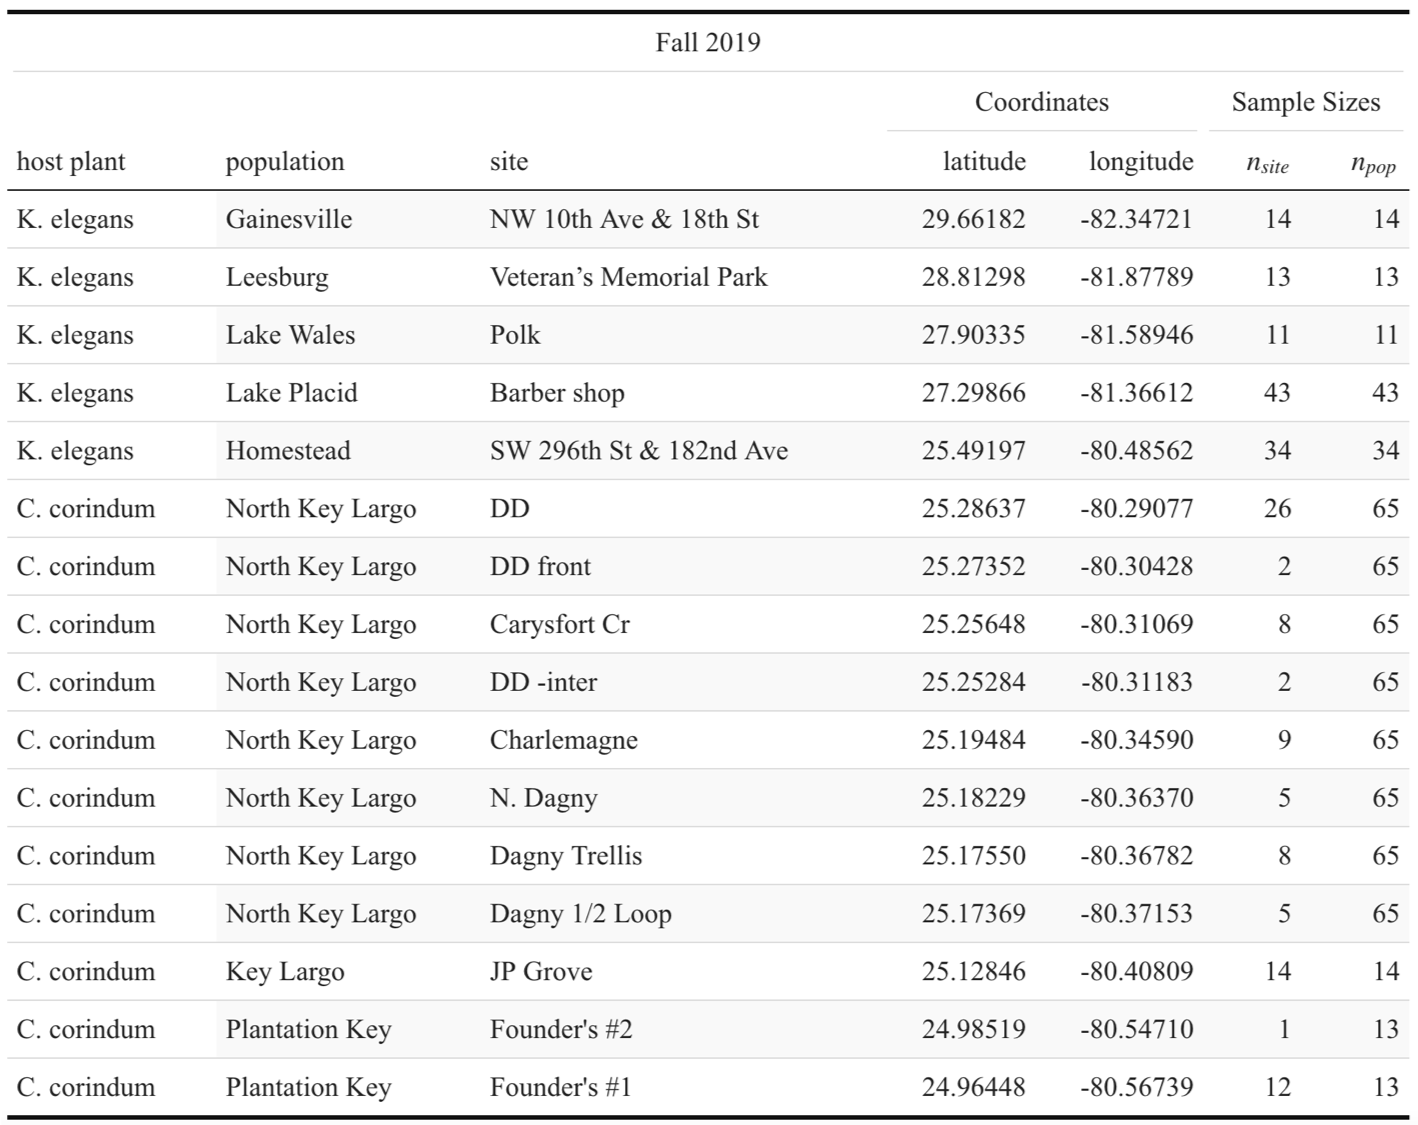 Fall 2019
Coordinates Sample Sizes
host plant population site latitude longitude nsite npop
K. elegans Gainesville NW 10th Ave & 18th St 29.66182 -82.34721 14 14
K. elegans Leesburg Veteran’s Memorial Park 28.81298 -81.87789 13 13
K. elegans Lake Wales Polk 27.90335 -81.58946 11 11
K. elegans Lake Placid Barber shop 27.29866 -81.36612 43 43
K. elegans Homestead SW 296th St & 182nd Ave 25.49197 -80.48562 34 34
C. corindum North Key Largo DD 25.28637 -80.29077 26 65
C. corindum North Key Largo DD front 25.27352 -80.30428 2 65
C. corindum North Key Largo Carysfort Cr 25.25648 -80.31069 8 65
C. corindum North Key Largo DD -inter 25.25284 -80.31183 2 65
C. corindum North Key Largo Charlemagne 25.19484 -80.34590 9 65
C. corindum North Key Largo N. Dagny 25.18229 -80.36370 5 65
C. corindum North Key Largo Dagny Trellis 25.17550 -80.36782 8 65
C. corindum North Key Largo Dagny 1/2 Loop 25.17369 -80.37153 5 65
C. corindum Key Largo JP Grove 25.12846 -80.40809 14 14
C. corindum Plantation Key Founder's #2 24.98519 -80.54710 1 13
C. corindum Plantation Key Founder's #1 24.96448 -80.56739 12 13